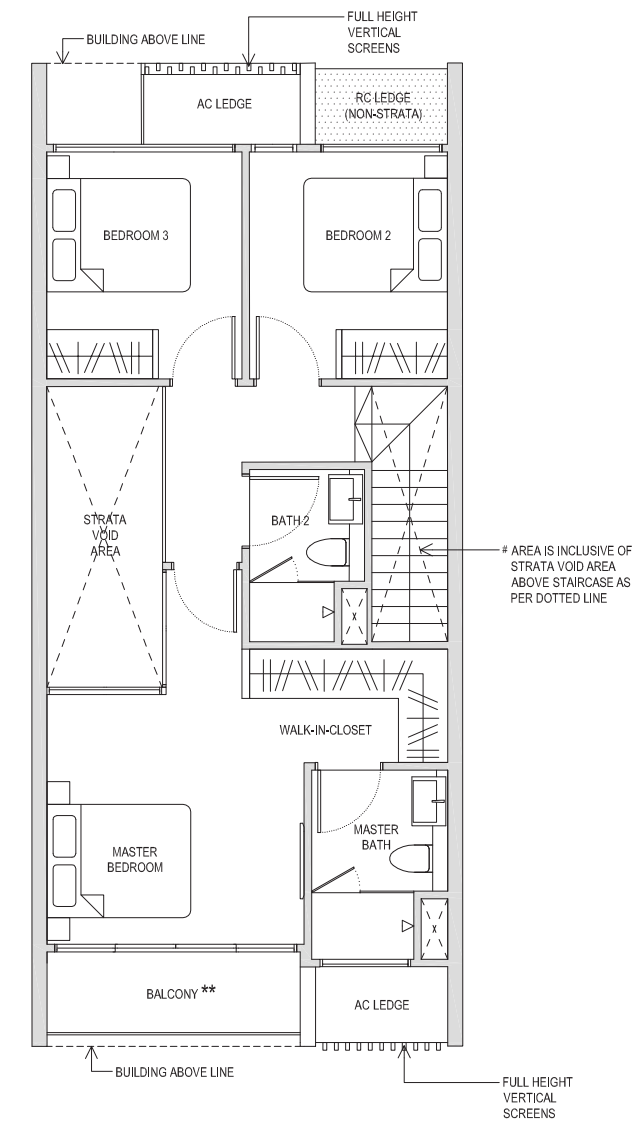 FULL HEIGHT
VERTICAL
SCREENS
BUILDING ABOVE LINE
AC LEDGE
RC LEDGE
(NON-STRATA)
BEDROOM 3
BEDROOM 2
STRATA
VOID
AREA
BATH 2
# AREA IS INCLUSIVE OF
STRATA VOID AREA
ABOVE STAIRCASE AS
PER DOTTED LINE
WALK-IN-CLOSET
MASTER
BATH
MASTER
BEDROOM
BALCONY **
AC LEDGE
BUILDING ABOVE LINE
FULL HEIGHT
VERTICAL
SCREENS